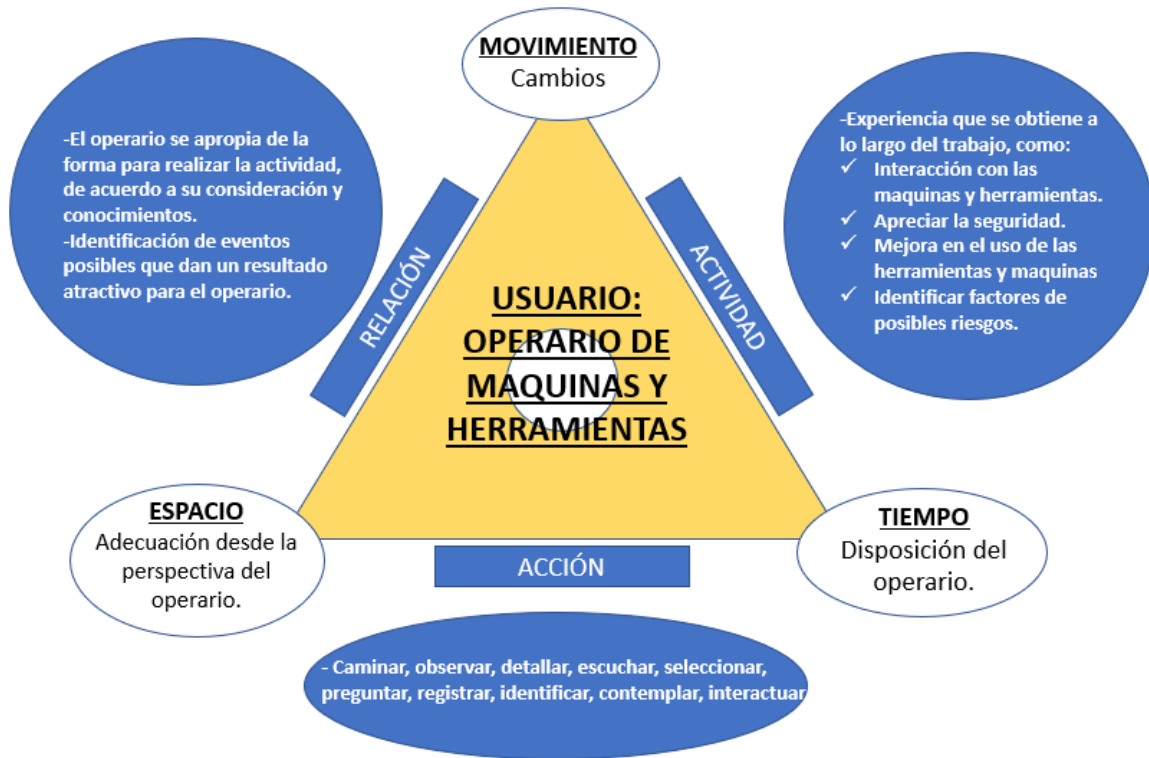 MOVIMIENTO
Cambios
-El operario se apropia de la
forma para realizar la actividad,
de acuerdo a su consideración y
conocimientos.
-Identificación de eventos
posibles que dan un resultado
atractivo para el operario.
-Experiencia que se obtiene a
lo largo del trabajo, como:
✓ Interacción con las
maquinas y herramientas.
✓ Apreciar la seguridad.
✓ Mejora en el uso de las
herramientas y maquinas
✓ Identificar factores de
posibles riesgos.
RELACIÓN
ACTIVIDAD
USUARIO:
OPERARIO DE
MAQUINAS Y
HERRAMIENTAS
ESPACIO
Adecuación desde la
perspectiva del
operario.
TIEMPO
Disposición del
operario.
ACCIÓN
- Caminar, observar, detallar, escuchar, seleccionar,
preguntar, registrar, identificar, contemplar, interactuar